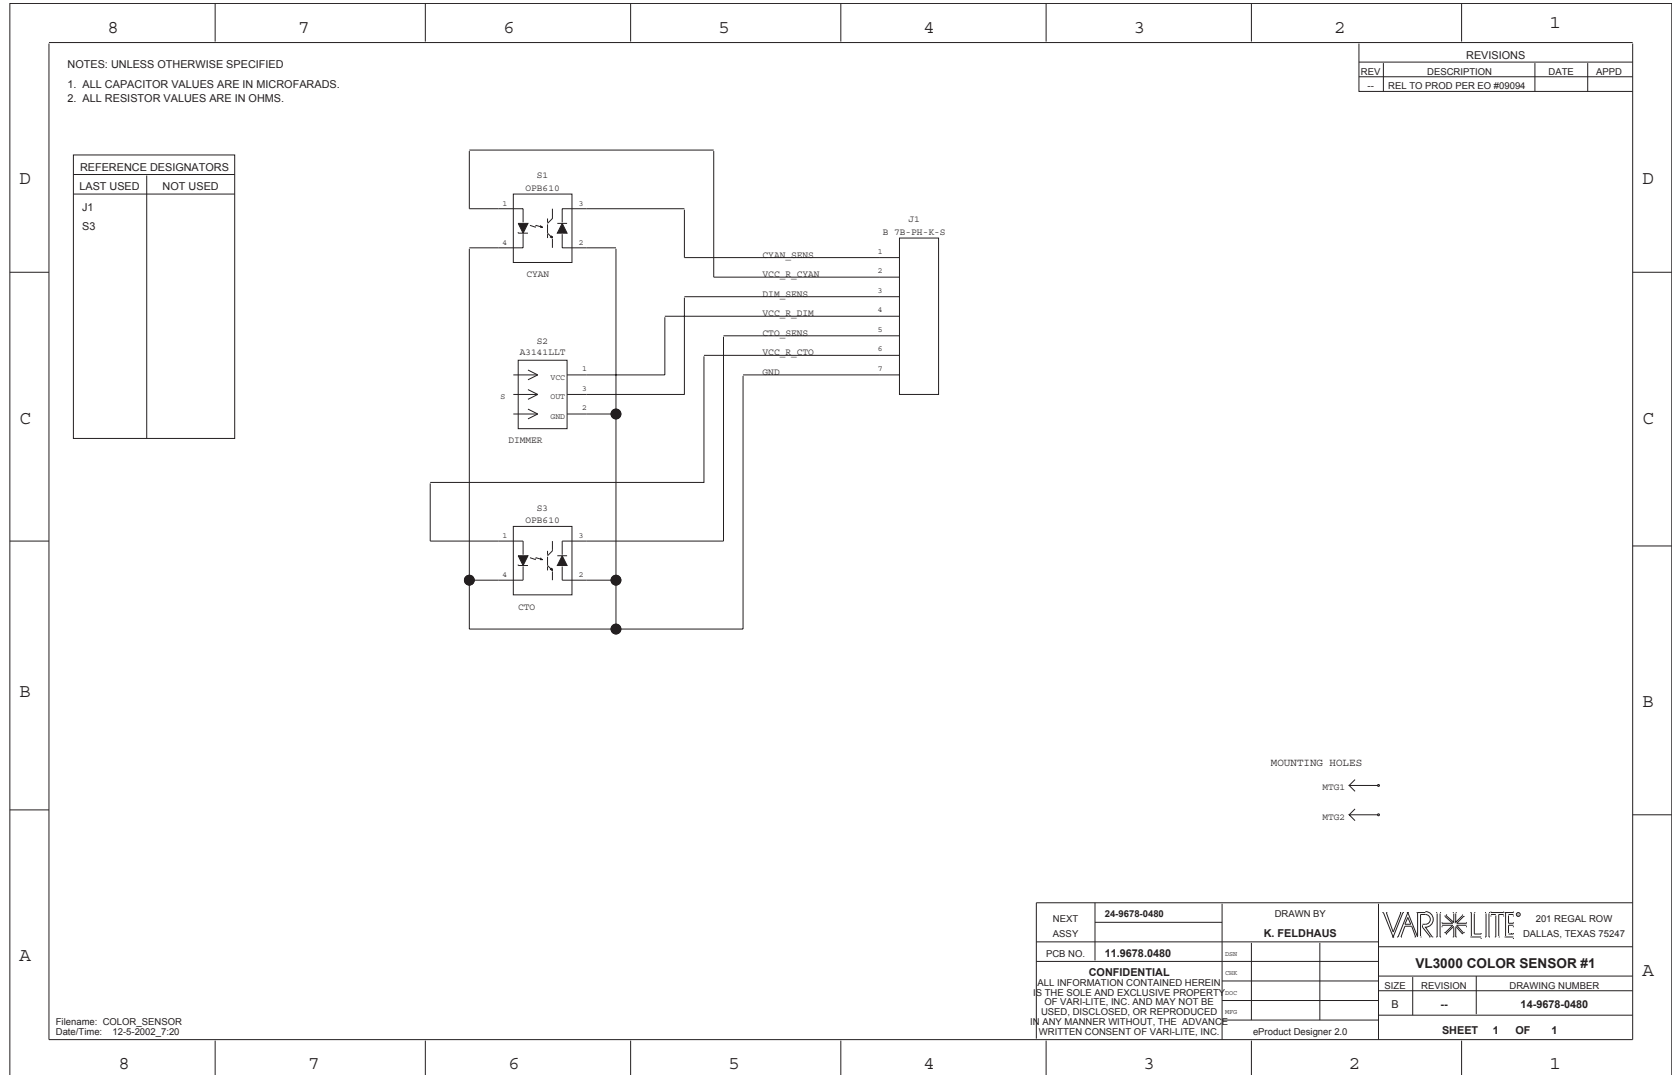 8 7 6 5 4 3 2 1
NOTES: UNLESS OTHERWISE SPECIFIED
1. ALL CAPACITOR VALUES ARE IN MICROFARADS.
2. ALL RESISTOR VALUES ARE IN OHMS.
REVISIONS
REV DESCRIPTION DATE APPD
-- REL TO PROD PER EO #09094
REFERENCE DESIGNATORS
LAST USED NOT USED
J1
S3
D D
S1
OPB610
1 3
4 2
CYAN
J1
B 7B-PH-K-S
CYAN_SENS 1
VCC_R_CYAN 2
DIM_SENS 3
VCC_R_DIM 4
CTO_SENS 5
VCC_R_CTO 6
GND 7
S2
A3141LLT
VCC 1
S OUT 3
GND 2
DIMMER
C C
S3
OPB610
1 3
4 2
CTO
B B
MOUNTING HOLES
MTG1
MTG2
A A
NEXT ASSY 24-9678-0480
PCB NO. 11.9678.0480
CONFIDENTIAL
ALL INFORMATION CONTAINED HEREIN
IS THE SOLE AND EXCLUSIVE PROPERTY
OF VARI-LITE, INC. AND MAY NOT BE
USED, DISCLOSED, OR REPRODUCED
IN ANY MANNER WITHOUT, THE ADVANCE
WRITTEN CONSENT OF VARI-LITE, INC.
DRAWN BY
K. FELDHAUS
DSN
CHK
DOC
MFG
eProduct Designer 2.0
VARI*LITE
201 REGAL ROW
DALLAS, TEXAS 75247
VL3000 COLOR SENSOR #1
SIZE REVISION DRAWING NUMBER
B -- 14-9678-0480
SHEET 1 OF 1
Filename: COLOR_SENSOR
Date/Time: 12-5-2002_7:20
8 7 6 5 4 3 2 1